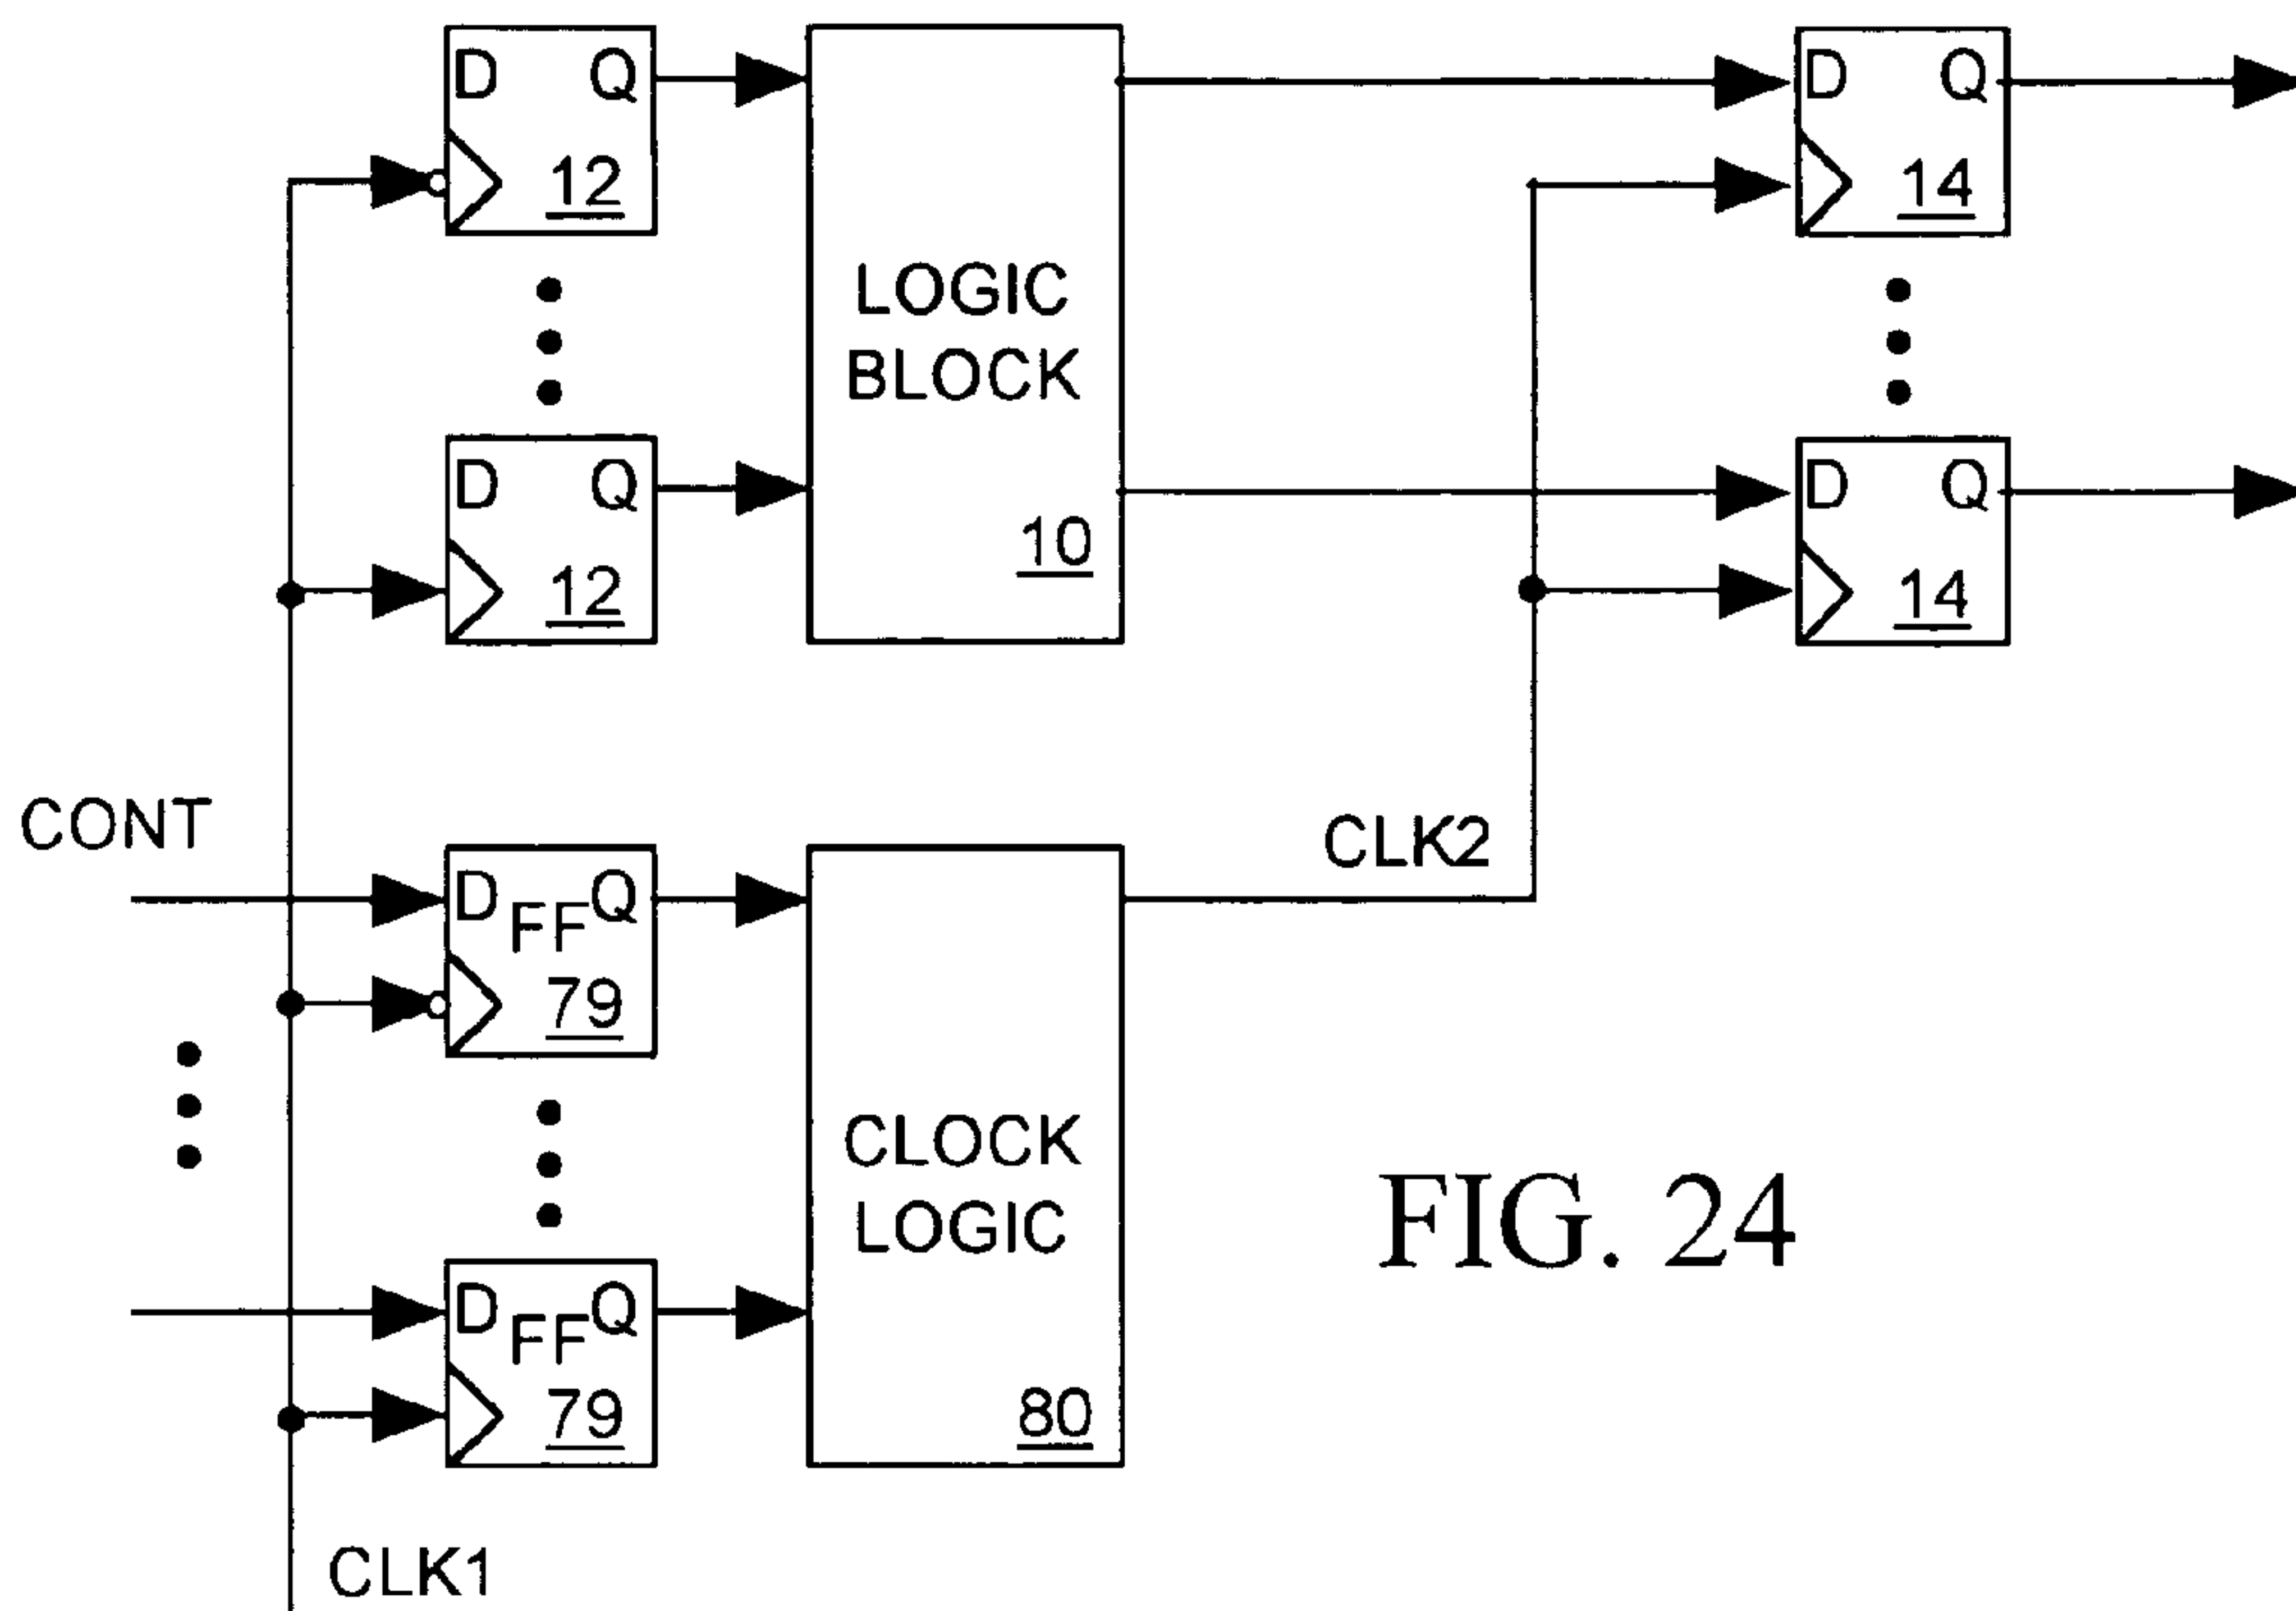 D Q
12
LOGIC
BLOCK
10
D Q
14
D Q
12
D Q
14
CONT
D FF Q
79
CLOCK
LOGIC
80
CLK2
D FF Q
79
CLK1
FIG. 24